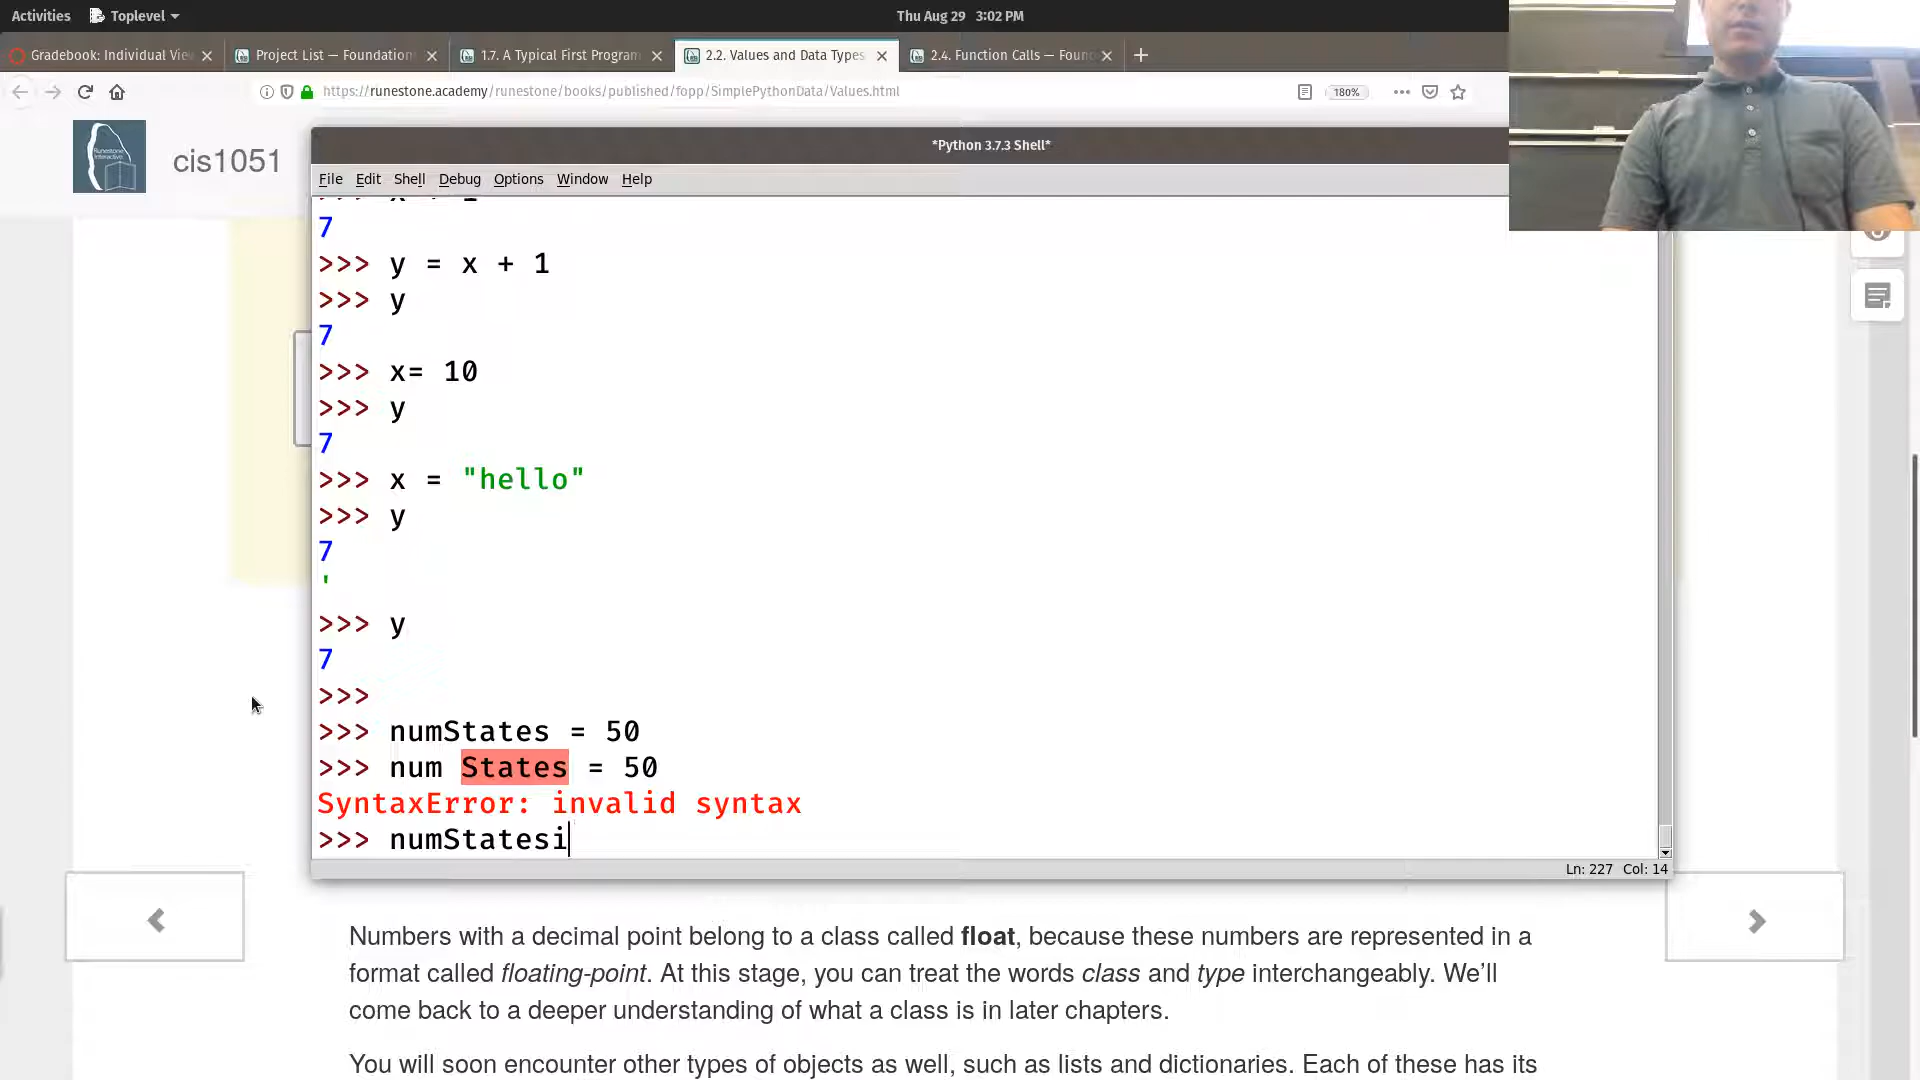 Activities Toplevel Thu Aug 29 3:02 PM
Gradebook: Individual Vie Project List — Foundation 1.7. A Typical First Program 2.2. Values and Data Types 2.4. Function Calls — Foun
https://runestone.academy/runestone/books/published/fopp/SimplePythonData/Values.html 180%
Runestone Interactive
cis1051
*Python 3.7.3 Shell*
File Edit Shell Debug Options Window Help
7
>>> y = x + 1
>>> y
7
>>> x= 10
>>> y
7
>>> x = "hello"
>>> y
7
'
>>> y
7
>>>
>>> numStates = 50
>>> num States = 50
SyntaxError: invalid syntax
>>> numStatesi
Ln: 227 Col: 14
Numbers with a decimal point belong to a class called float, because these numbers are represented in a
format called floating-point. At this stage, you can treat the words class and type interchangeably. We’ll
come back to a deeper understanding of what a class is in later chapters.
You will soon encounter other types of objects as well, such as lists and dictionaries. Each of these has its